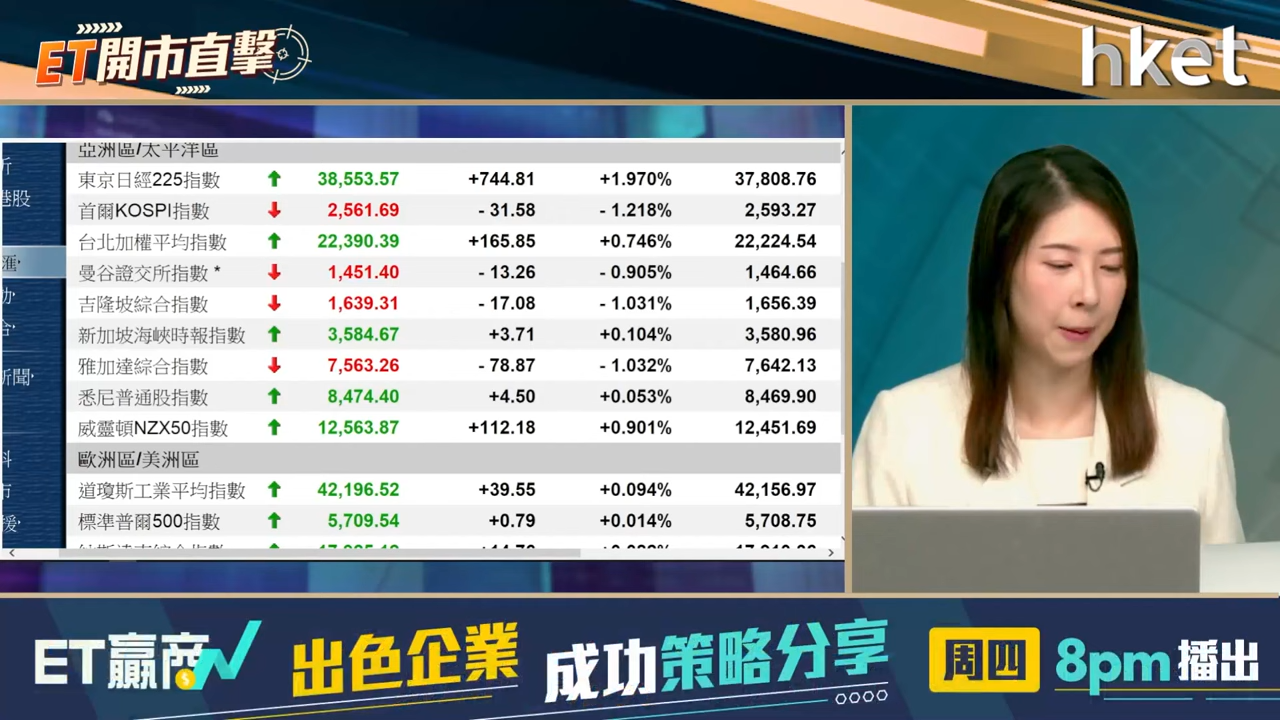 ET開市直擊
hket
亞洲區/太平洋區
東京日經225指數 38,553.57 +744.81 +1.970% 37,808.76
首爾KOSPI指數 2,561.69 - 31.58 - 1.218% 2,593.27
台北加權平均指數 22,390.39 +165.85 +0.746% 22,224.54
曼谷證交所指數 * 1,451.40 - 13.26 - 0.905% 1,464.66
吉隆坡綜合指數 1,639.31 - 17.08 - 1.031% 1,656.39
新加坡海峽時報指數 3,584.67 +3.71 +0.104% 3,580.96
雅加達綜合指數 7,563.26 - 78.87 - 1.032% 7,642.13
悉尼普通股指數 8,474.40 +4.50 +0.053% 8,469.90
威靈頓NZX50指數 12,563.87 +112.18 +0.901% 12,451.69
歐洲區/美洲區
道瓊斯工業平均指數 42,196.52 +39.55 +0.094% 42,156.97
標準普爾500指數 5,709.54 +0.79 +0.014% 5,708.75
港股
匯
新聞
ET贏商
出色企業 成功策略分享
周四 8pm 播出